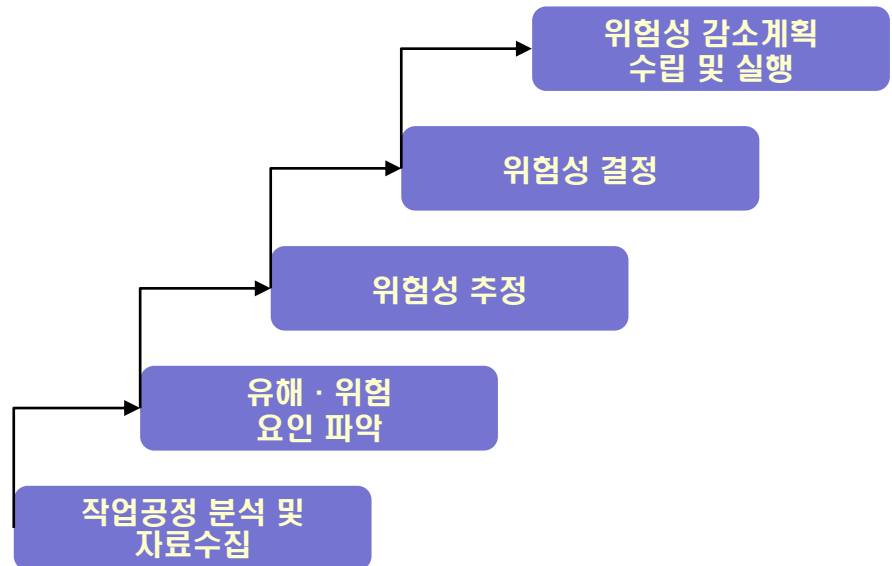 위험성 감소계획
수립 및 실행
위험성 결정
위험성 추정
유해 · 위험
요인 파악
작업공정 분석 및
자료수집